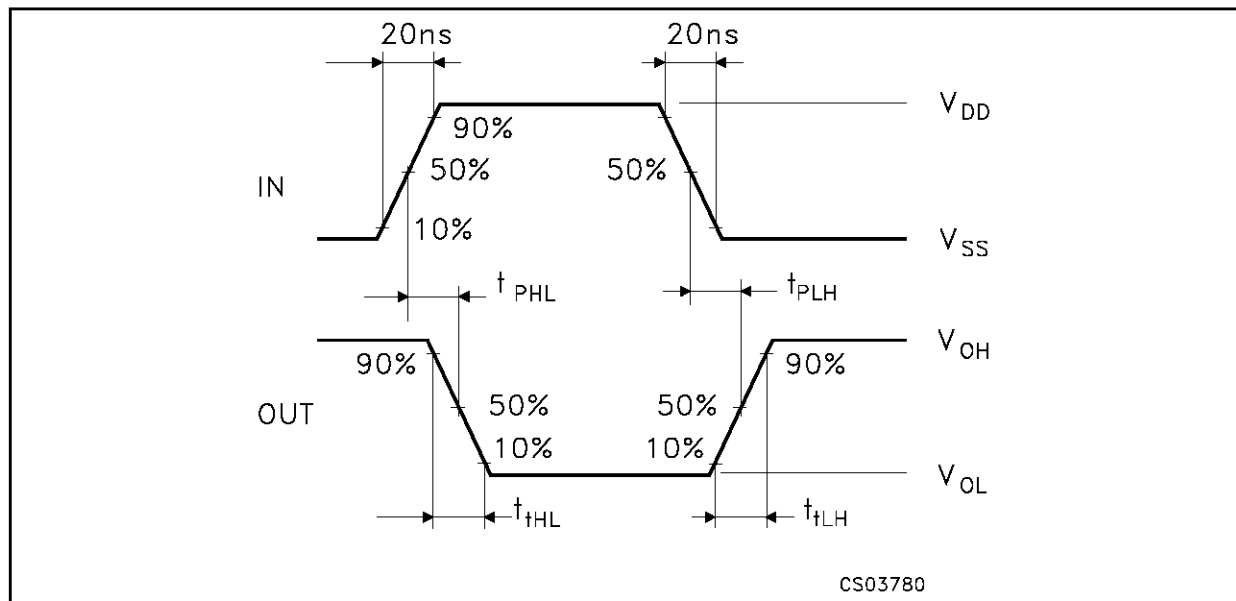 20ns 20ns
V_DD
90%
50% 50%
IN
10%
V_SS
t_PHL t_PLH
V_OH
90% 90%
OUT 50% 50%
10% 10%
V_OL
t_tHL t_tLH
CS03780